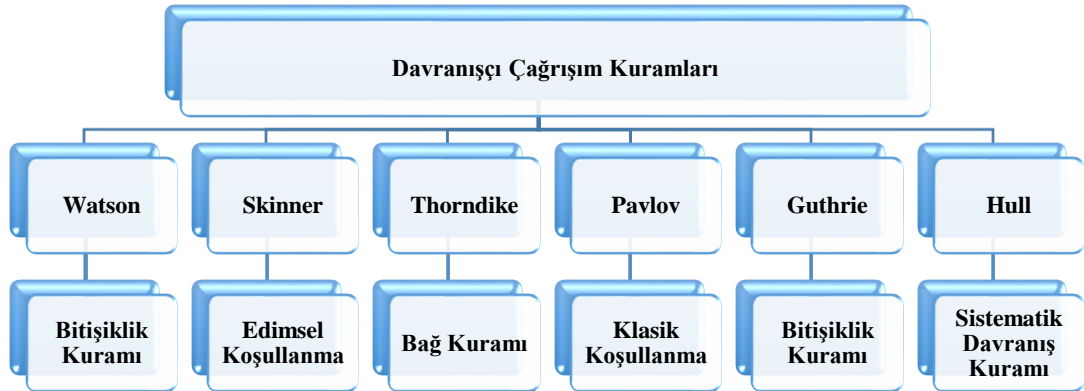 Davranışçı Çağrışım Kuramları
Watson
Skinner
Thorndike
Pavlov
Guthrie
Hull
Bitişiklik
Kuramı
Edimsel
Koşullanma
Bağ Kuramı
Klasik
Koşullanma
Bitişiklik
Kuramı
Sistematik
Davranış
Kuramı